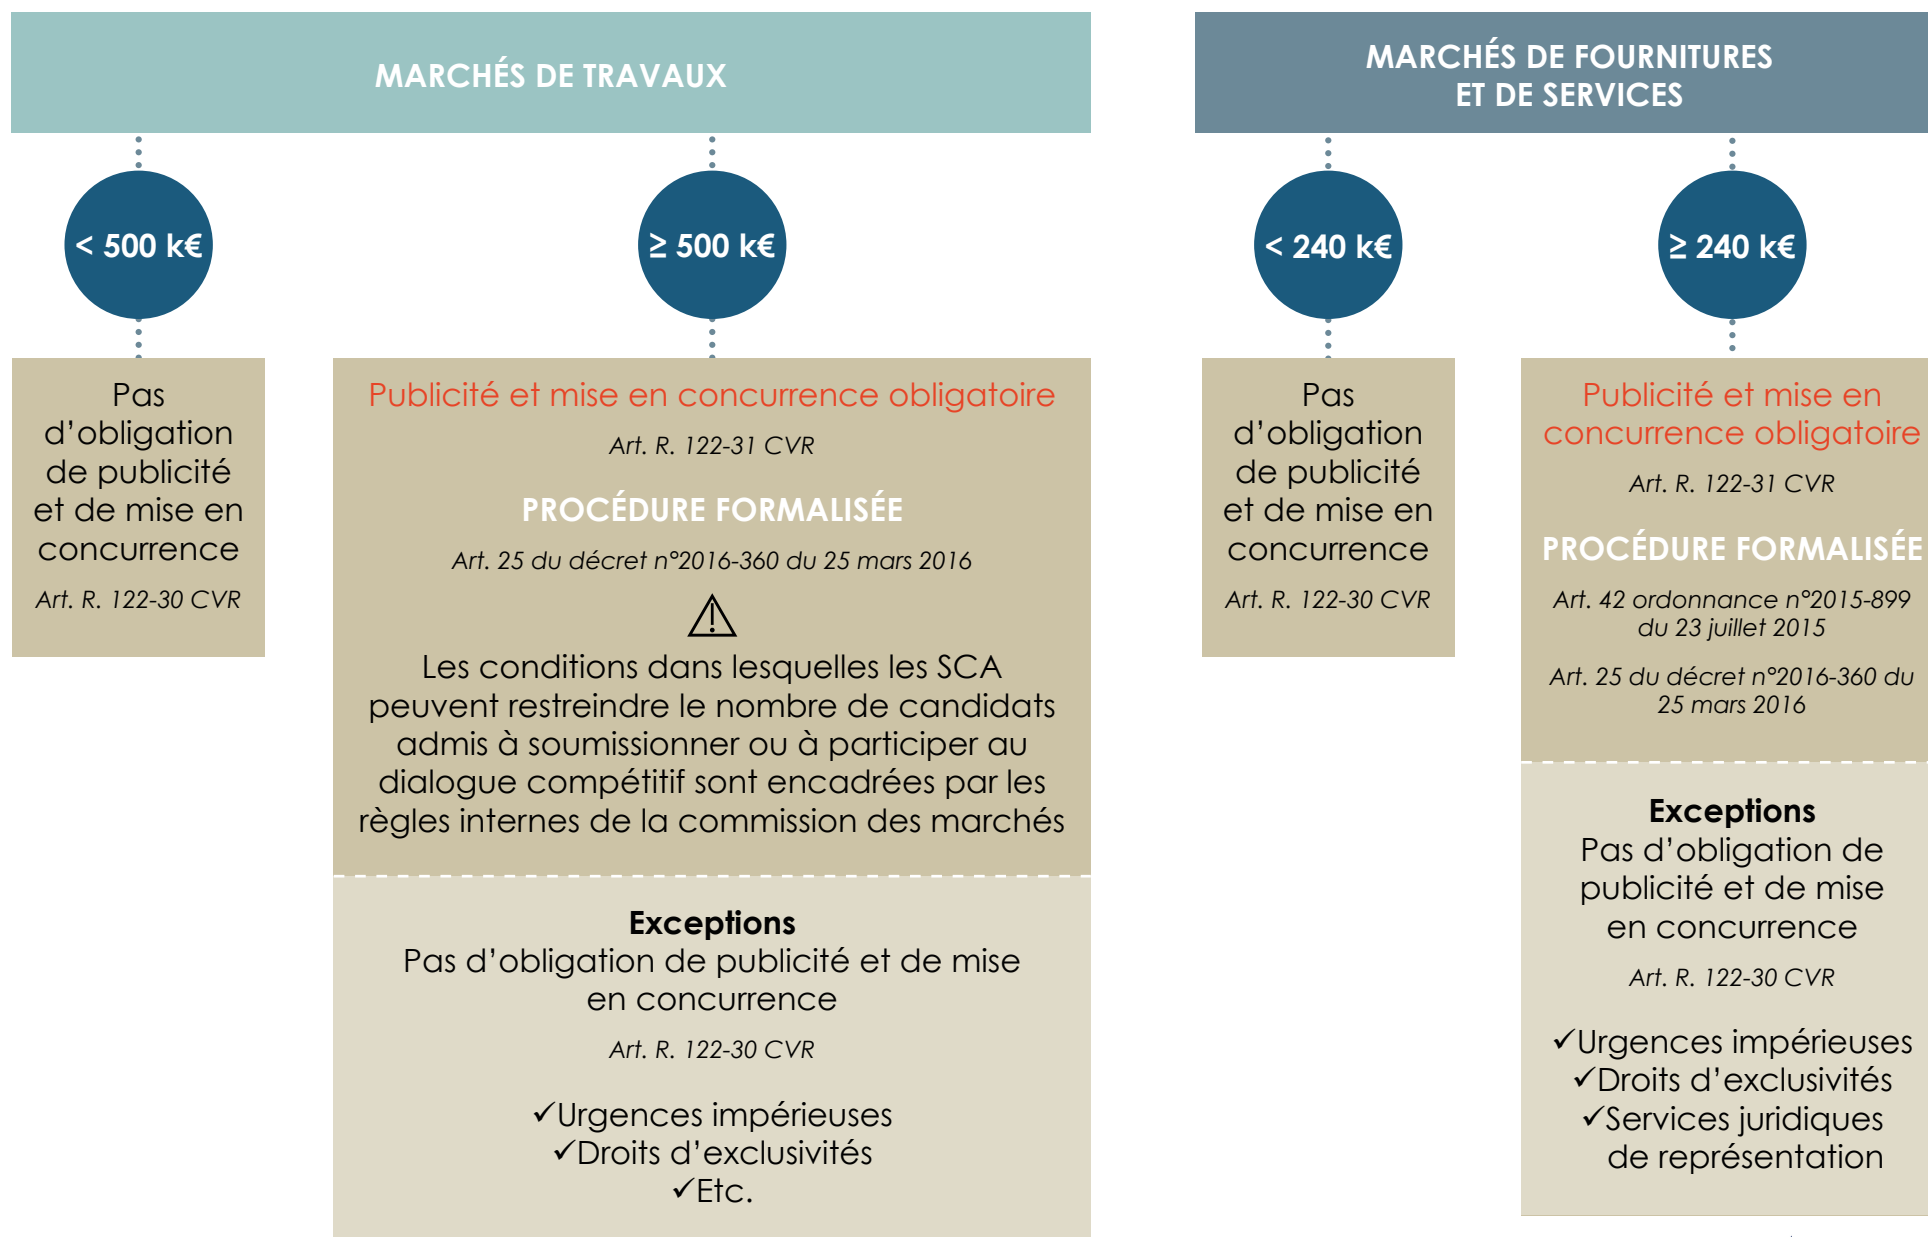 MARCHÉS DE TRAVAUX
< 500 k€
Pas
d’obligation
de publicité
et de mise en
concurrence
Art. R. 122-30 CVR
≥ 500 k€
Publicité et mise en concurrence obligatoire
Art. R. 122-31 CVR
PROCÉDURE FORMALISÉE
Art. 25 du décret n°2016-360 du 25 mars 2016
Les conditions dans lesquelles les SCA
peuvent restreindre le nombre de candidats
admis à soumissionner ou à participer au
dialogue compétitif sont encadrées par les
règles internes de la commission des marchés
Exceptions
Pas d’obligation de publicité et de mise
en concurrence
Art. R. 122-30 CVR
✓Urgences impérieuses
✓Droits d’exclusivités
✓Etc.
MARCHÉS DE FOURNITURES
ET DE SERVICES
< 240 k€
Pas
d’obligation
de publicité
et de mise en
concurrence
Art. R. 122-30 CVR
≥ 240 k€
Publicité et mise en
concurrence obligatoire
Art. R. 122-31 CVR
PROCÉDURE FORMALISÉE
Art. 42 ordonnance n°2015-899
du 23 juillet 2015
Art. 25 du décret n°2016-360 du
25 mars 2016
Exceptions
Pas d’obligation de
publicité et de mise
en concurrence
Art. R. 122-30 CVR
✓Urgences impérieuses
✓Droits d’exclusivités
✓Services juridiques
de représentation